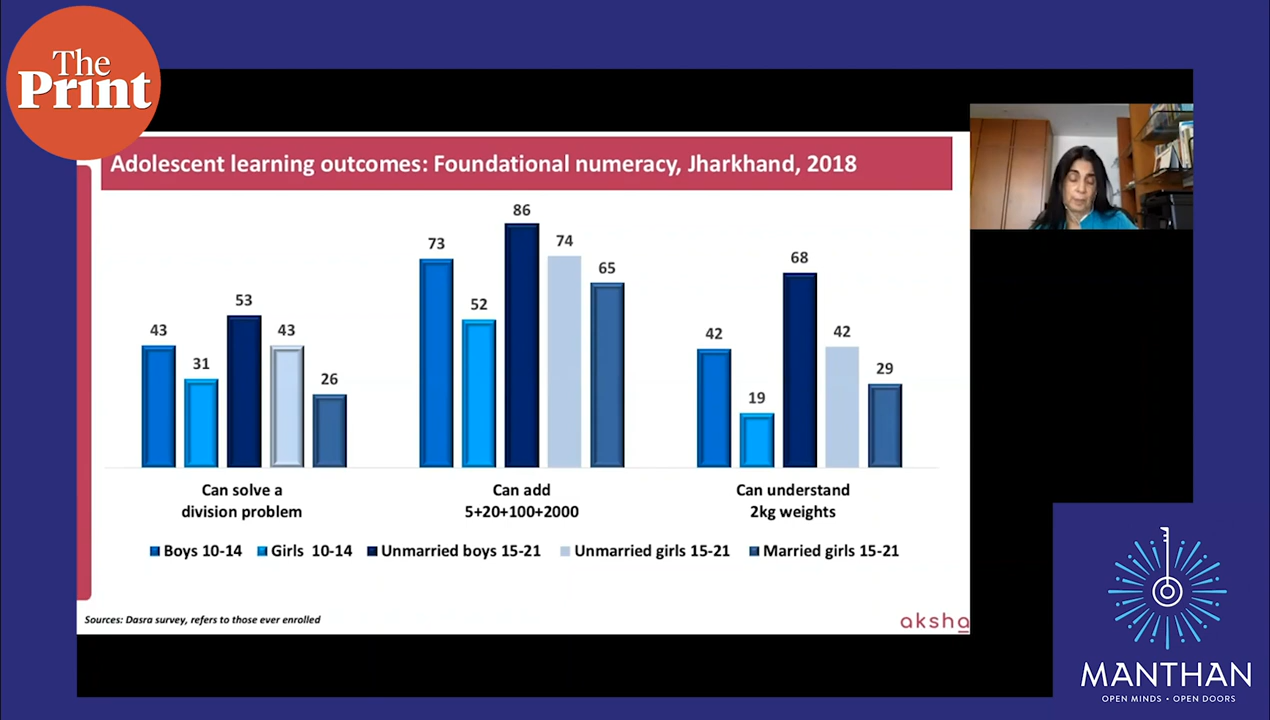 The
Print
Adolescent learning outcomes: Foundational numeracy, Jharkhand, 2018
43
31
53
43
26
73
52
86
74
65
42
19
68
42
29
Can solve a
division problem
Can add
5+20+100+2000
Can understand
2kg weights
Boys 10-14 Girls 10-14 Unmarried boys 15-21 Unmarried girls 15-21 Married girls 15-21
Sources: Dasra survey, refers to those ever enrolled
aksha
MANTHAN
OPEN MINDS • OPEN DOORS